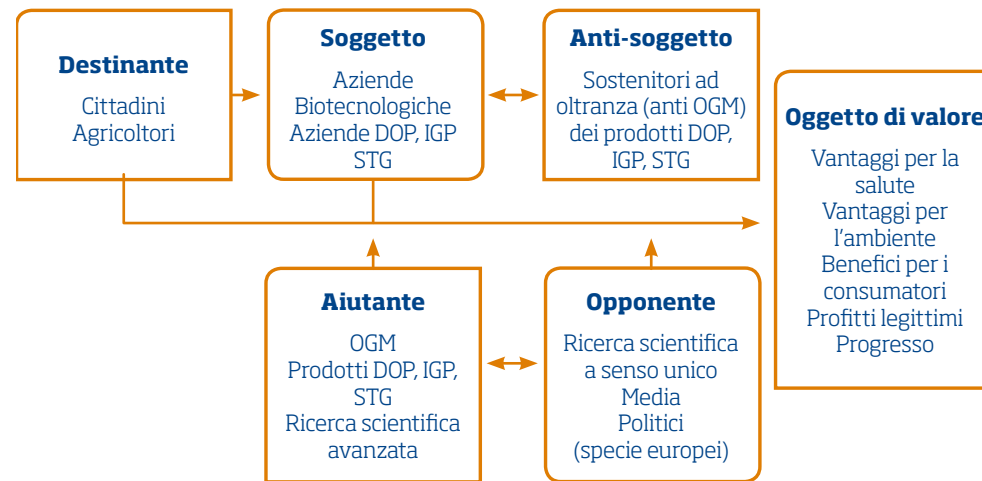 Destinante
Cittadini
Agricoltori
Soggetto
Aziende
Biotecnologiche
Aziende DOP, IGP
STG
Anti-soggetto
Sostenitori ad
oltranza (anti OGM)
dei prodotti DOP,
IGP, STG
Oggetto di valore
Vantaggi per la
salute
Vantaggi per
l’ambiente
Benefici per i
consumatori
Profitti legittimi
Progresso
Aiutante
OGM
Prodotti DOP, IGP,
STG
Ricerca scientifica
avanzata
Opponente
Ricerca scientifica
a senso unico
Media
Politici
(specie europei)